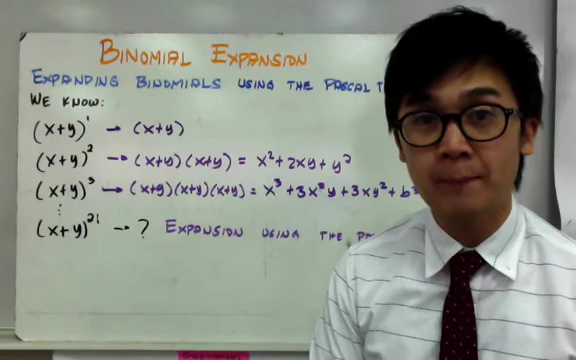 BINOMIAL EXPANSION
EXPANDING BINOMIALS USING THE PASCAL T
WE KNOW:
(x+y)¹ → (x+y)
(x+y)² → (x+y)(x+y) = x² + 2xy + y²
(x+y)³ → (x+y)(x+y)(x+y) = x³ + 3x²y + 3xy² + b³
⋮
(x+y)²¹ → ? EXPANSION USING THE